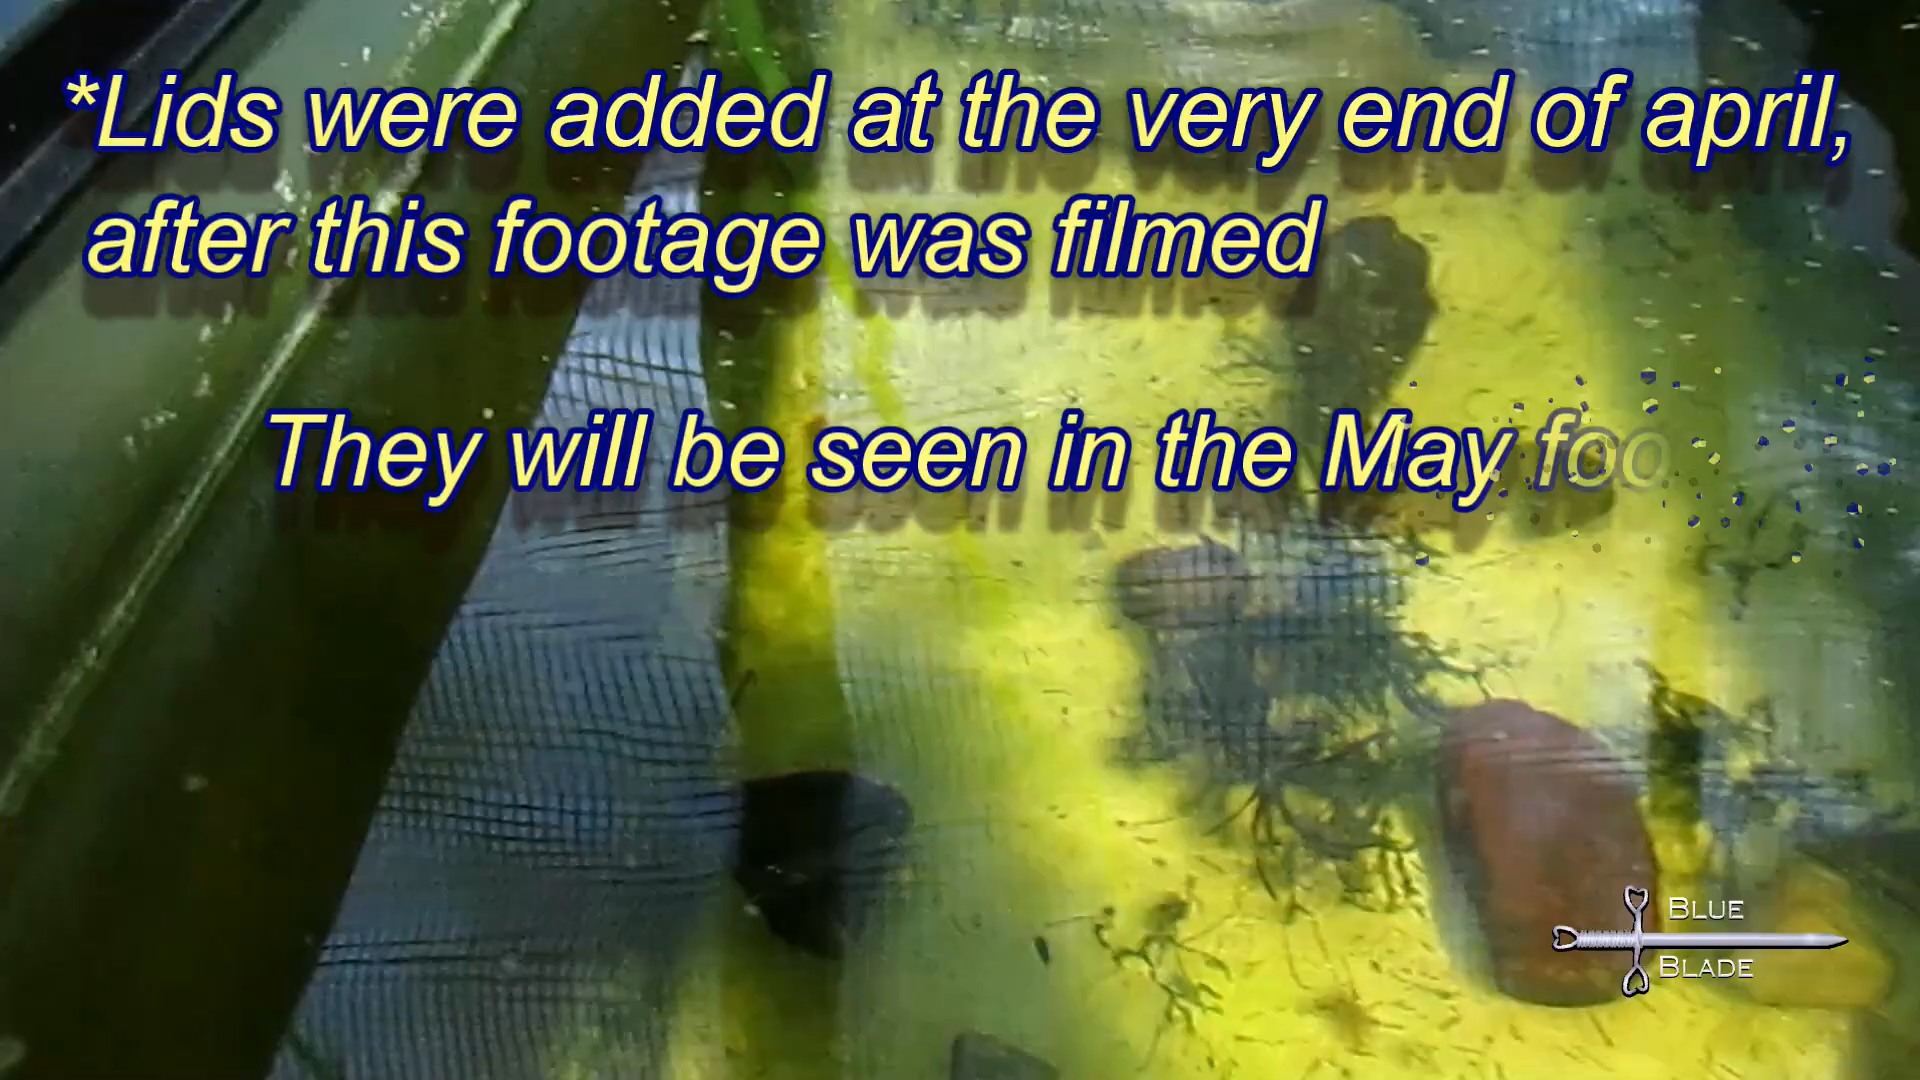 *Lids were added at the very end of april,
after this footage was filmed
They will be seen in the May foo
BLUE
BLADE